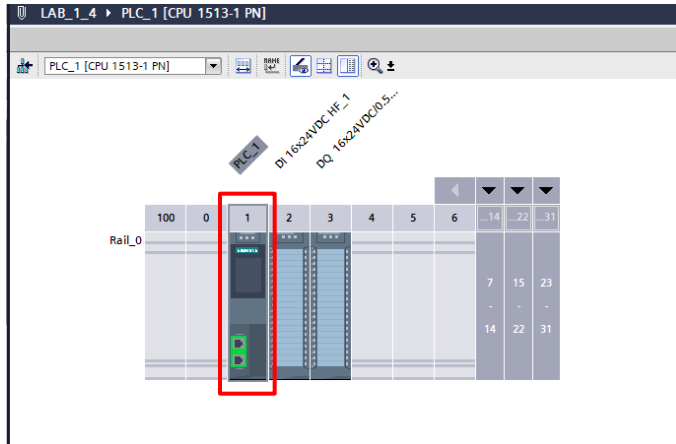 LAB_1_4 ▸ PLC_1 [CPU 1513-1 PN]
PLC_1 [CPU 1513-1 PN]
PLC_1
DI 16x24VDC HF_1
DQ 16x24VDC/0.5...
100 0 1 2 3 4 5 6 ...14 ...22 ...31
Rail_0
SIEMENS
7 15 23
- - -
14 22 31